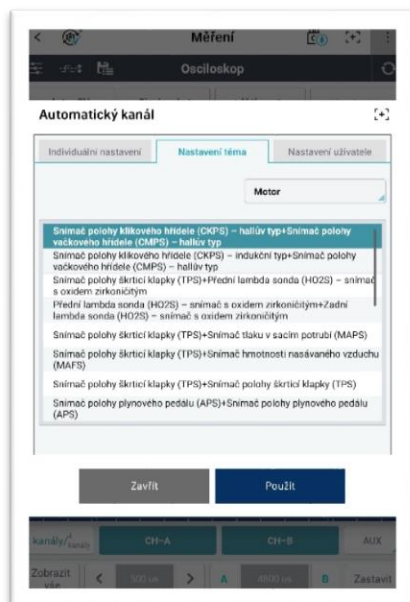 Měření
Osciloskop
Automatický kanál
Individuální nastavení
Nastavení téma
Nastavení uživatele
Motor
Snímač polohy klikového hřídele (CKPS) – hallův typ+Snímač polohy
vačkového hřídele (CMPS) – hallův typ
Snímač polohy klikového hřídele (CKPS) – indukční typ+Snímač polohy
vačkového hřídele (CMPS) – hallův typ
Snímač polohy škrticí klapky (TPS)+Přední lambda sonda (HO2S) – snímač
s oxidem zirkoničitým
Přední lambda sonda (HO2S) – snímač s oxidem zirkoničitým+Zadní
lambda sonda (HO2S) – snímač s oxidem zirkoničitým
Snímač polohy škrticí klapky (TPS)+Snímač tlaku v sacím potrubí (MAPS)
Snímač polohy škrticí klapky (TPS)+Snímač hmotnosti nasávaného vzduchu
(MAFS)
Snímač polohy škrticí klapky (TPS)+Snímač polohy škrticí klapky (TPS)
Snímač polohy plynového pedálu (APS)+Snímač polohy plynového pedálu
(APS)
Zavřít
Použít
kanály/kanály
CH-A
CH-B
AUX
Zobrazit
vše
500 us
A
4800 us
B
Zastavit